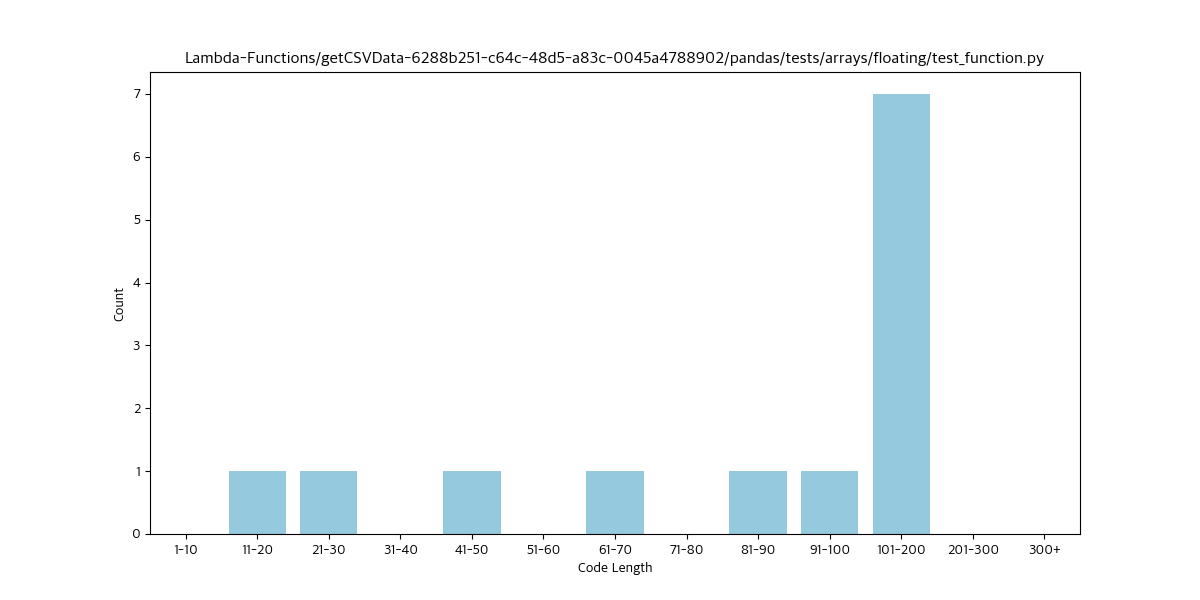 Lambda-Functions/getCSVData-6288b251-c64c-48d5-a83c-0045a4788902/pandas/tests/arrays/floating/test_function.py
7
6
5
4
3
2
1
0
Count
1-10 11-20 21-30 31-40 41-50 51-60 61-70 71-80 81-90 91-100 101-200 201-300 300+
Code Length